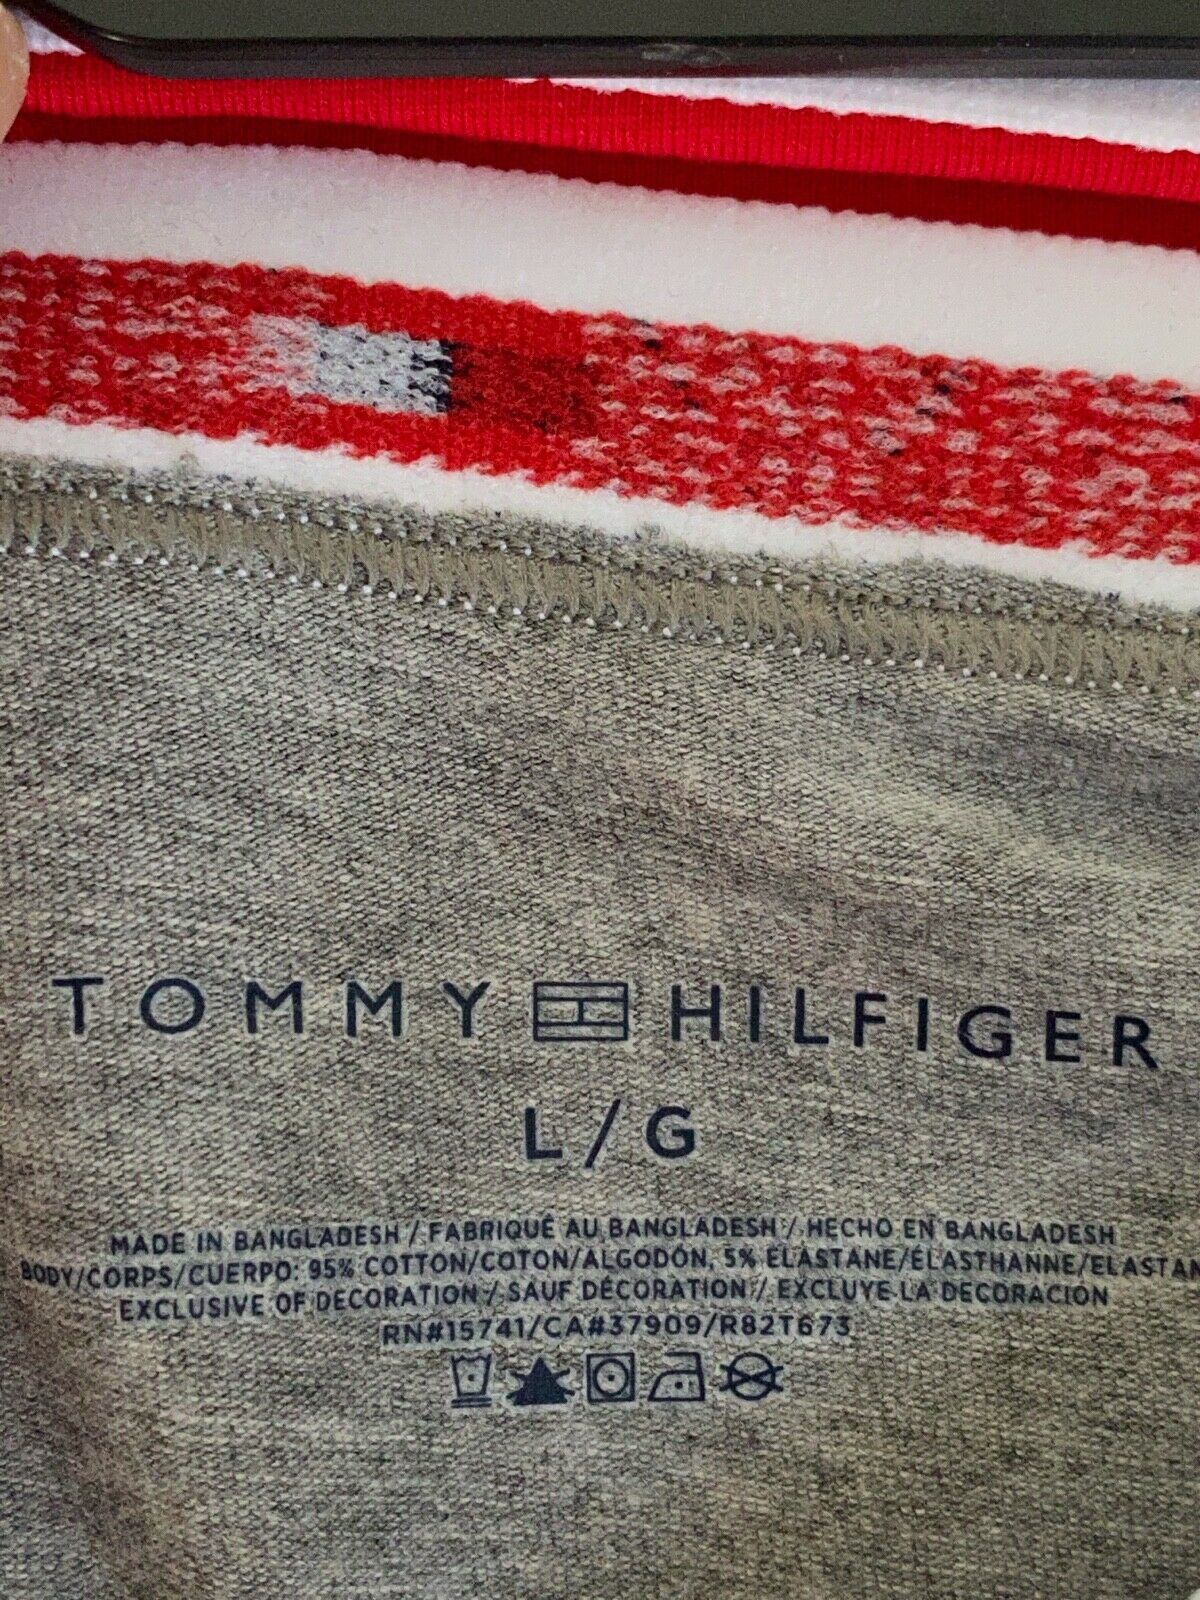 TOMMY HILFIGER
L/G
MADE IN BANGLADESH / FABRIQUÉ AU BANGLADESH / HECHO EN BANGLADESH
BODY/CORPS/CUERPO: 95% COTTON/COTON/ALGODÓN, 5% ELASTANE/ÉLASTHANNE/ELASTAN
EXCLUSIVE OF DECORATION / SAUF DÉCORATION / EXCLUYE LA DECORACIÓN
RN#15741/CA#37909/R82T673